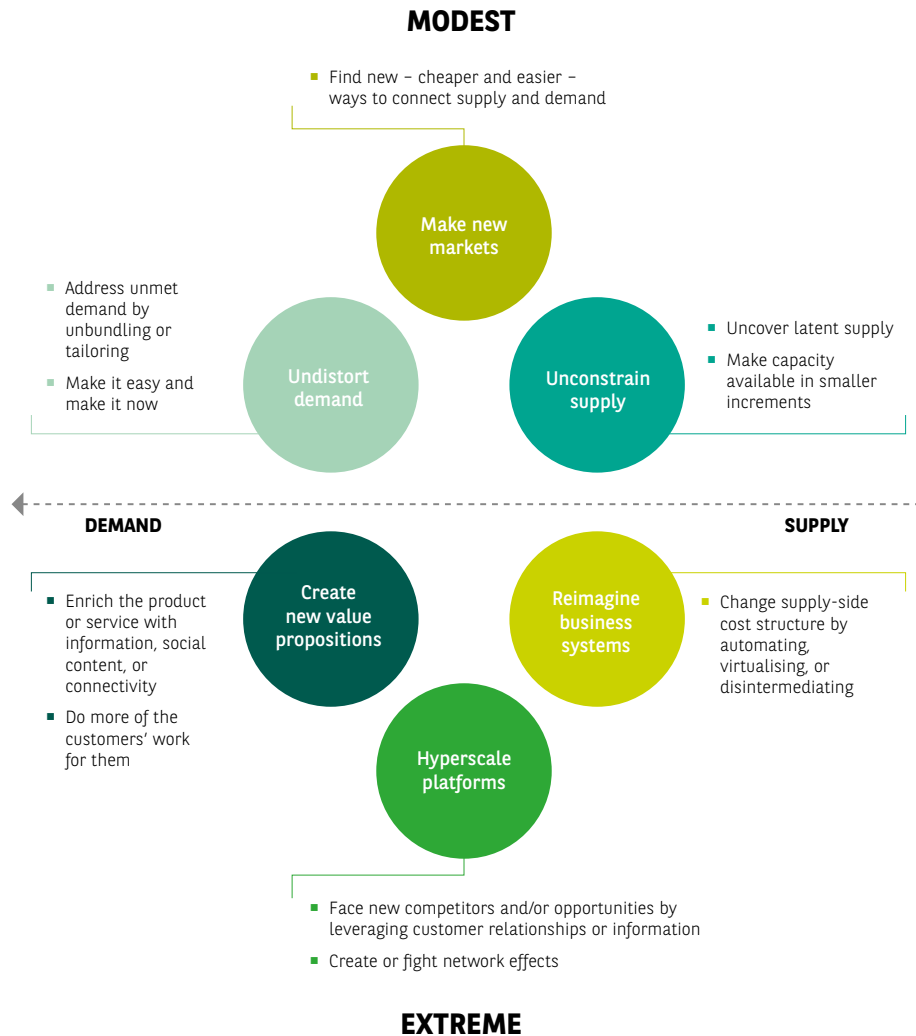 MODEST
Find new – cheaper and easier –
ways to connect supply and demand
Make new
markets
Address unmet
demand by
unbundling or
tailoring
Make it easy and
make it now
Undistort
demand
Unconstrain
supply
Uncover latent supply
Make capacity
available in smaller
increments
DEMAND
SUPPLY
Enrich the product
or service with
information, social
content, or
connectivity
Do more of the
customers’ work
for them
Create
new value
propositions
Reimagine
business
systems
Change supply-side
cost structure by
automating,
virtualising, or
disintermediating
Hyperscale
platforms
Face new competitors and/or opportunities by
leveraging customer relationships or information
Create or fight network effects
EXTREME